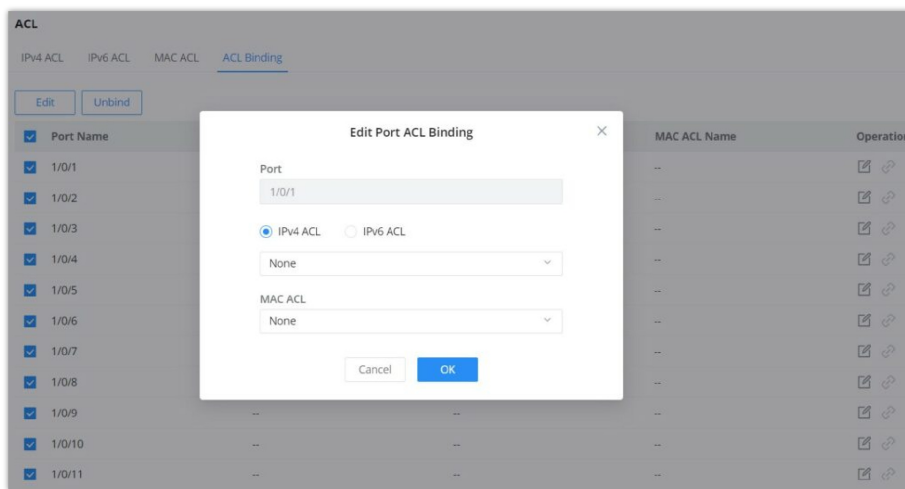 ACL
IPv4 ACL IPv6 ACL MAC ACL ACL Binding
Edit Unbind
Edit Port ACL Binding
Port Name MAC ACL Name Operation
Port
1/0/1 --
1/0/1
1/0/2 --
1/0/3 --
IPv4 ACL IPv6 ACL
1/0/4 --
None
1/0/5 --
MAC ACL
1/0/6 --
None
1/0/7 --
Cancel OK
1/0/8 --
1/0/9 -- -- --
1/0/10 -- -- --
1/0/11 -- -- --